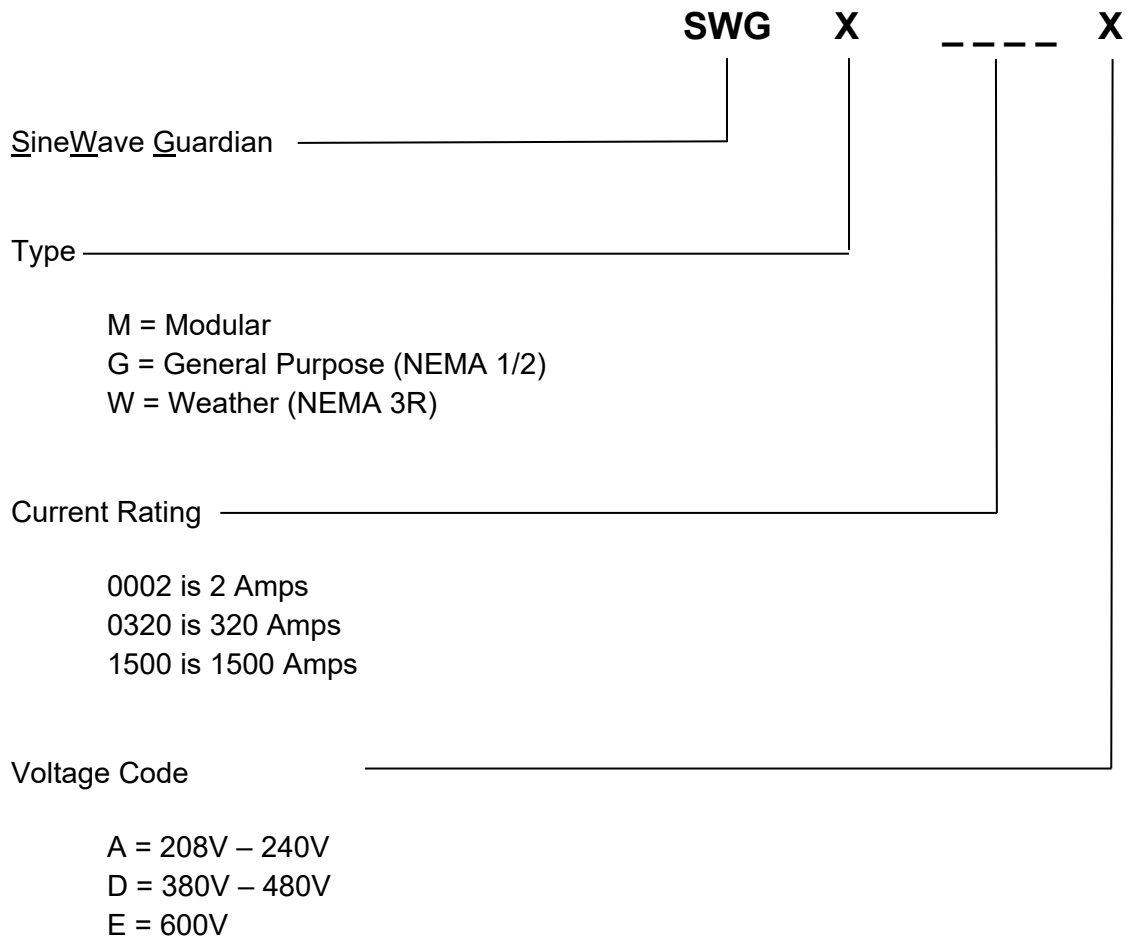 SWG X _ _ _ _ X
SineWave Guardian
Type
M = Modular
G = General Purpose (NEMA 1/2)
W = Weather (NEMA 3R)
Current Rating
0002 is 2 Amps
0320 is 320 Amps
1500 is 1500 Amps
Voltage Code
A = 208V – 240V
D = 380V – 480V
E = 600V